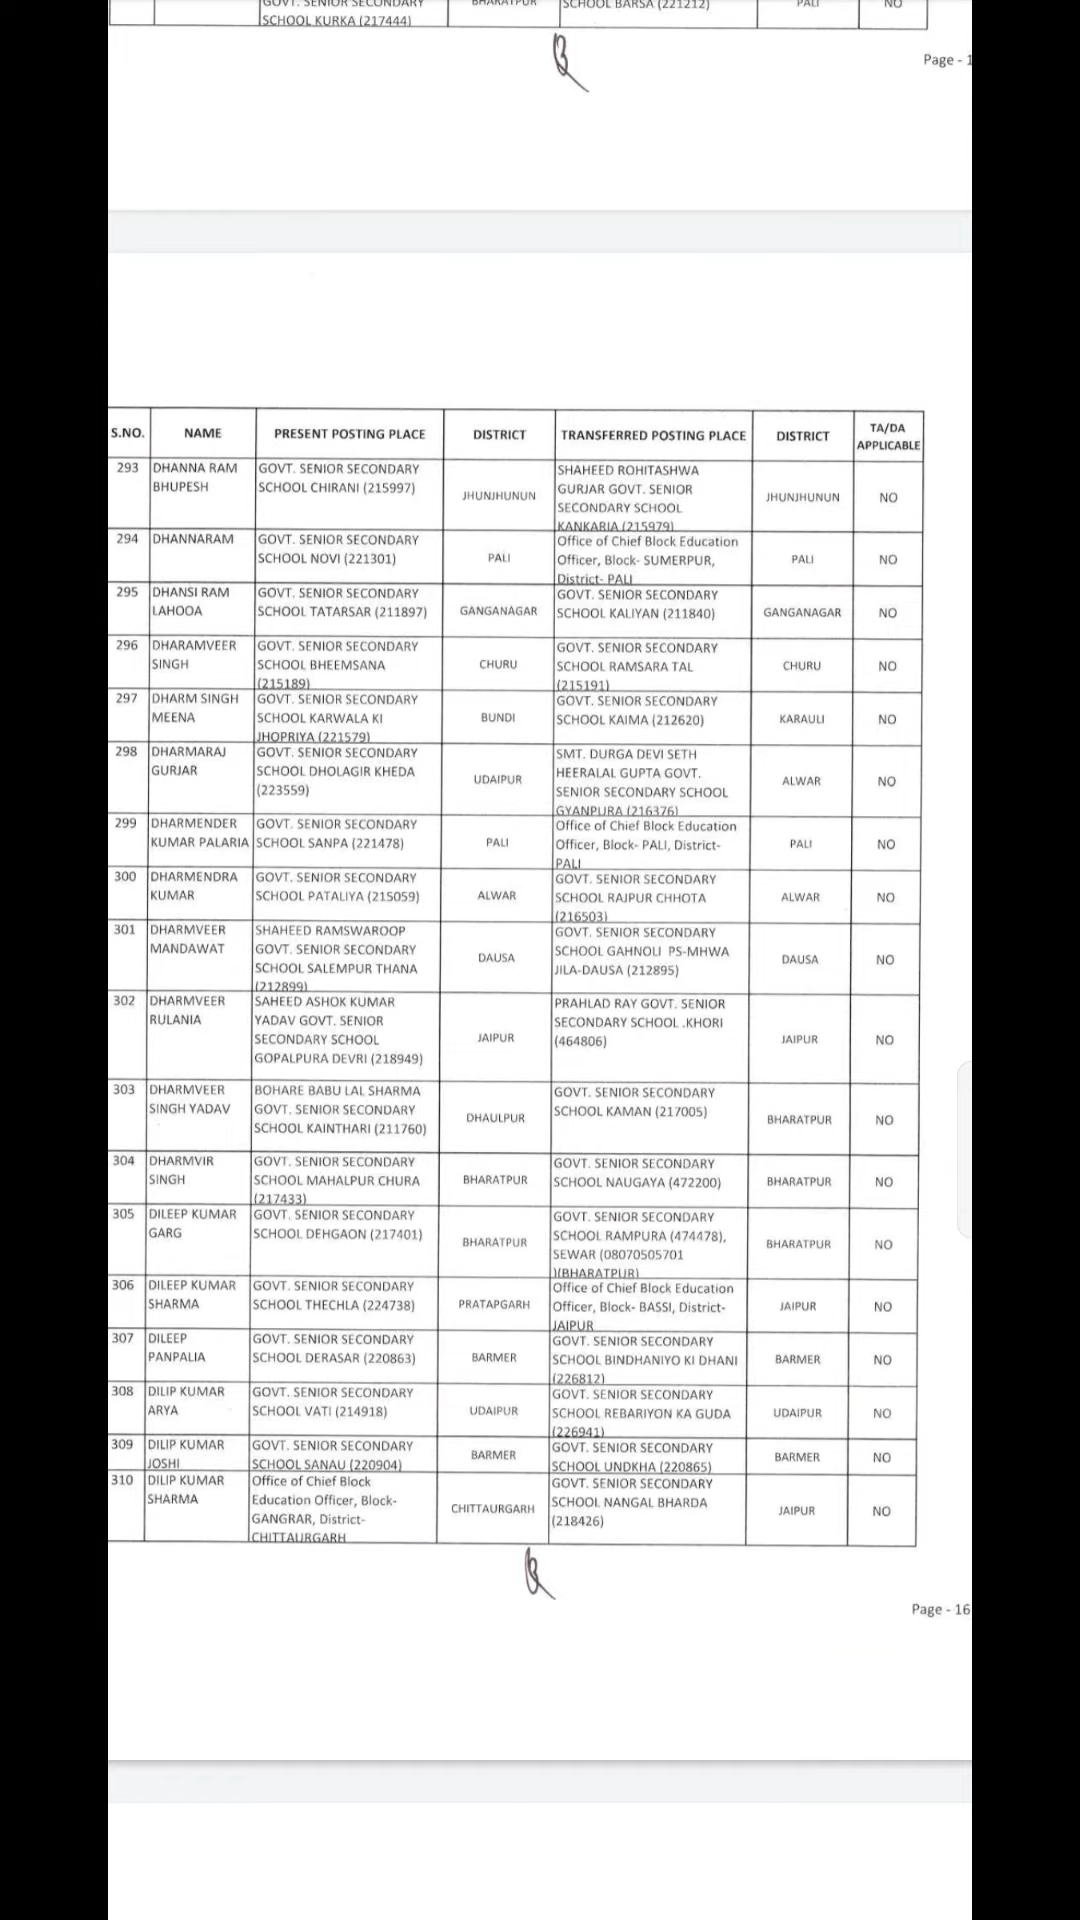 GOVT. SENIOR SECONDARY BHARATPUR SCHOOL BARSA (221212) PALI NO
SCHOOL KURKA (217444)
Page - 1
S.NO. NAME PRESENT POSTING PLACE DISTRICT TRANSFERRED POSTING PLACE DISTRICT TA/DA APPLICABLE
293 DHANNA RAM GOVT. SENIOR SECONDARY SHAHEED ROHITASHWA
BHUPESH SCHOOL CHIRANI (215997) JHUNJHUNUN GURJAR GOVT. SENIOR JHUNJHUNUN NO
SECONDARY SCHOOL
KANKARIA (215979)
294 DHANNARAM GOVT. SENIOR SECONDARY Office of Chief Block Education
SCHOOL NOVI (221301) PALI Officer, Block- SUMERPUR, PALI NO
District- PALI
295 DHANSI RAM GOVT. SENIOR SECONDARY GOVT. SENIOR SECONDARY
LAHOOA SCHOOL TATARSAR (211897) GANGANAGAR SCHOOL KALIYAN (211840) GANGANAGAR NO
296 DHARAMVEER GOVT. SENIOR SECONDARY GOVT. SENIOR SECONDARY
SINGH SCHOOL BHEEMSANA CHURU SCHOOL RAMSARA TAL CHURU NO
(215189) (215191)
297 DHARM SINGH GOVT. SENIOR SECONDARY GOVT. SENIOR SECONDARY
MEENA SCHOOL KARWALA KI BUNDI SCHOOL KAIMA (212620) KARAULI NO
JHOPRIYA (221579)
298 DHARMARAJ GOVT. SENIOR SECONDARY SMT. DURGA DEVI SETH
GURJAR SCHOOL DHOLAGIR KHEDA UDAIPUR HEERALAL GUPTA GOVT. ALWAR NO
(223559) SENIOR SECONDARY SCHOOL
GYANPURA (216376)
299 DHARMENDER GOVT. SENIOR SECONDARY Office of Chief Block Education
KUMAR PALARIA SCHOOL SANPA (221478) PALI Officer, Block- PALI, District- PALI NO
PALI
300 DHARMENDRA GOVT. SENIOR SECONDARY GOVT. SENIOR SECONDARY
KUMAR SCHOOL PATALIYA (215059) ALWAR SCHOOL RAJPUR CHHOTA ALWAR NO
(216503)
301 DHARMVEER SHAHEED RAMSWAROOP GOVT. SENIOR SECONDARY
MANDAWAT GOVT. SENIOR SECONDARY DAUSA SCHOOL GAHNOLI PS-MHWA DAUSA NO
SCHOOL SALEMPUR THANA JILA-DAUSA (212895)
(212899)
302 DHARMVEER SAHEED ASHOK KUMAR PRAHLAD RAY GOVT. SENIOR
RULANIA YADAV GOVT. SENIOR JAIPUR SECONDARY SCHOOL .KHORI JAIPUR NO
SECONDARY SCHOOL (464806)
GOPALPURA DEVRI (218949)
303 DHARMVEER BOHARE BABU LAL SHARMA GOVT. SENIOR SECONDARY
SINGH YADAV GOVT. SENIOR SECONDARY DHAULPUR SCHOOL KAMAN (217005) BHARATPUR NO
SCHOOL KAINTHARI (211760)
304 DHARMVIR GOVT. SENIOR SECONDARY GOVT. SENIOR SECONDARY
SINGH SCHOOL MAHALPUR CHURA BHARATPUR SCHOOL NAUGAYA (472200) BHARATPUR NO
(217433)
305 DILEEP KUMAR GOVT. SENIOR SECONDARY GOVT. SENIOR SECONDARY
GARG SCHOOL DEHGAON (217401) BHARATPUR SCHOOL RAMPURA (474478), BHARATPUR NO
SEWAR (08070505701
)(BHARATPUR)
306 DILEEP KUMAR GOVT. SENIOR SECONDARY Office of Chief Block Education
SHARMA SCHOOL THECHLA (224738) PRATAPGARH Officer, Block- BASSI, District- JAIPUR NO
JAIPUR
307 DILEEP GOVT. SENIOR SECONDARY GOVT. SENIOR SECONDARY
PANPALIA SCHOOL DERASAR (220863) BARMER SCHOOL BINDHANIYO KI DHANI BARMER NO
(226812)
308 DILIP KUMAR GOVT. SENIOR SECONDARY GOVT. SENIOR SECONDARY
ARYA SCHOOL VATI (214918) UDAIPUR SCHOOL REBARIYON KA GUDA UDAIPUR NO
(226941)
309 DILIP KUMAR GOVT. SENIOR SECONDARY GOVT. SENIOR SECONDARY
JOSHI SCHOOL SANAU (220904) BARMER SCHOOL UNDKHA (220865) BARMER NO
310 DILIP KUMAR Office of Chief Block GOVT. SENIOR SECONDARY
SHARMA Education Officer, Block- CHITTAURGARH SCHOOL NANGAL BHARDA JAIPUR NO
GANGRAR, District- (218426)
CHITTAURGARH
Page - 16